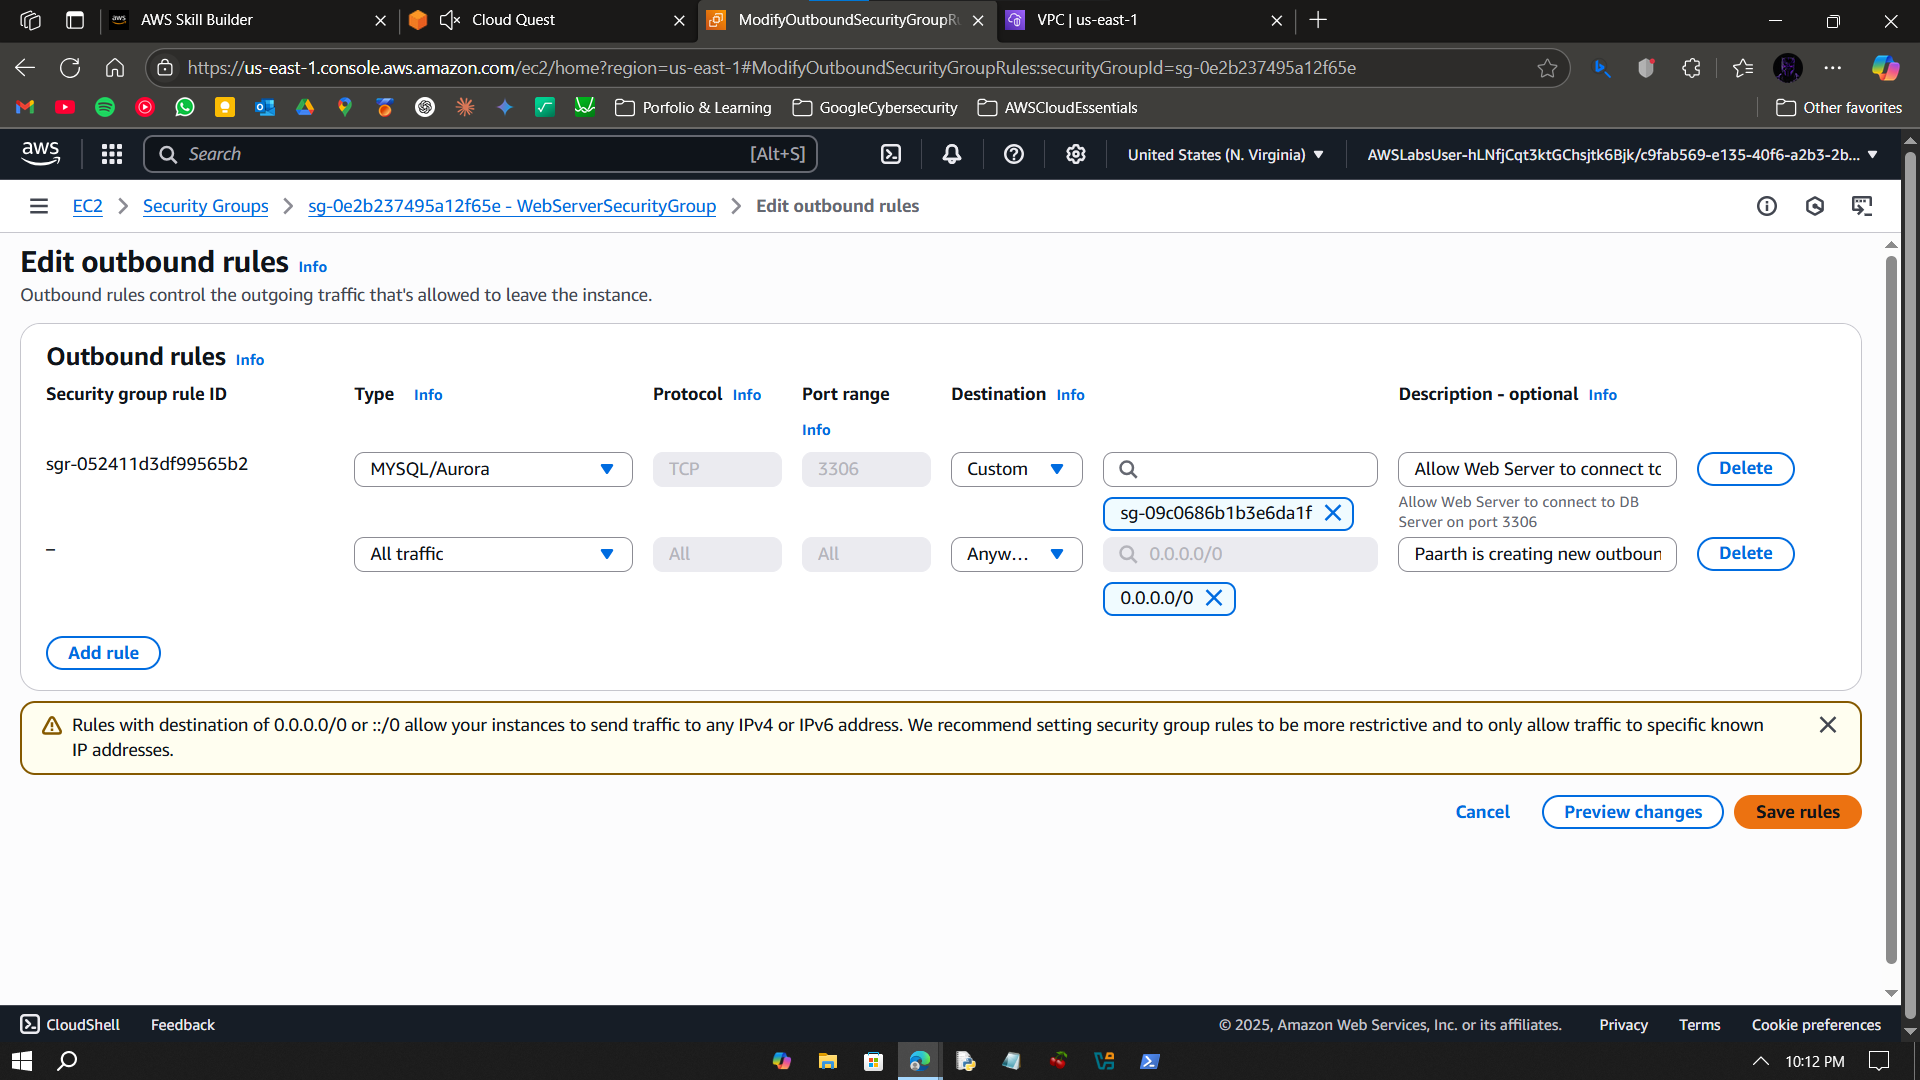 AWS Skill Builder
Cloud Quest
ModifyOutboundSecurityGroupRu
VPC | us-east-1
https://us-east-1.console.aws.amazon.com/ec2/home?region=us-east-1#ModifyOutboundSecurityGroupRules:securityGroupId=sg-0e2b237495a12f65e
Porfolio & Learning
GoogleCybersecurity
AWSCloudEssentials
Other favorites
aws
Search
[Alt+S]
United States (N. Virginia)
AWSLabsUser-hLNfjCqt3ktGChsjtk6Bjk/c9fab569-e135-40f6-a2b3-2b...
EC2
Security Groups
sg-0e2b237495a12f65e - WebServerSecurityGroup
Edit outbound rules
Edit outbound rules Info
Outbound rules control the outgoing traffic that's allowed to leave the instance.
Outbound rules Info
Security group rule ID
Type Info
Protocol Info
Port range
Info
Destination Info
Description - optional Info
sgr-052411d3df99565b2
MYSQL/Aurora
TCP
3306
Custom
sg-09c0686b1b3e6da1f
Allow Web Server to connect to
Allow Web Server to connect to DB
Server on port 3306
Delete
–
All traffic
All
All
Anyw...
0.0.0.0/0
0.0.0.0/0
Paarth is creating new outboun
Delete
Add rule
Rules with destination of 0.0.0.0/0 or ::/0 allow your instances to send traffic to any IPv4 or IPv6 address. We recommend setting security group rules to be more restrictive and to only allow traffic to specific known
IP addresses.
Cancel
Preview changes
Save rules
CloudShell
Feedback
© 2025, Amazon Web Services, Inc. or its affiliates.
Privacy
Terms
Cookie preferences
10:12 PM